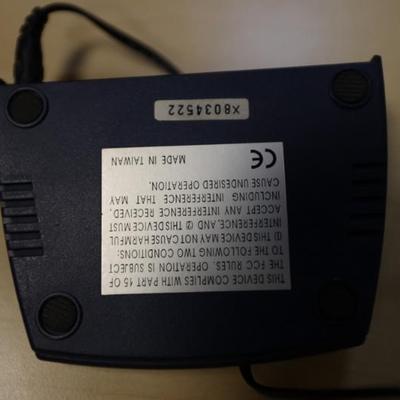 THIS DEVICE COMPLIES WITH PART 15 OF
THE FCC RULES. OPERATION IS SUBJECT
TO THE FOLLOWING TWO CONDITIONS:
(1) THIS DEVICE MAY NOT CAUSE HARMFUL
INTERFERENCE, AND (2) THIS DEVICE MUST
ACCEPT ANY INTERFERENCE RECEIVED,
INCLUDING INTERFERENCE THAT MAY
CAUSE UNDESIRED OPERATION.
CE MADE IN TAIWAN
X8034522